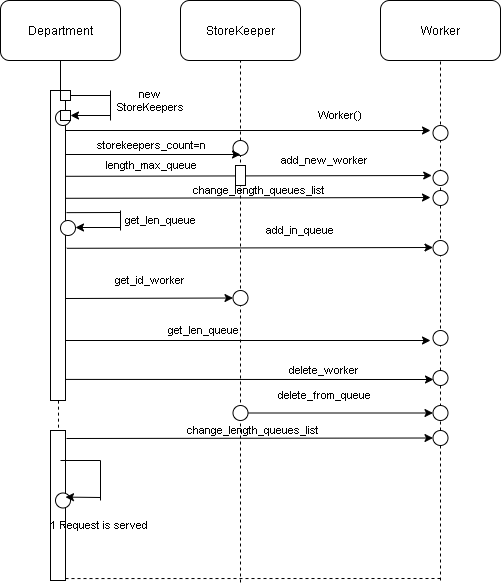 Department
StoreKeeper
Worker
new
StoreKeepers
Worker()
storekeepers_count=n
length_max_queue
add_new_worker
change_length_queues_list
get_len_queue
add_in_queue
get_id_worker
get_len_queue
delete_worker
delete_from_queue
change_length_queues_list
1 Request is served